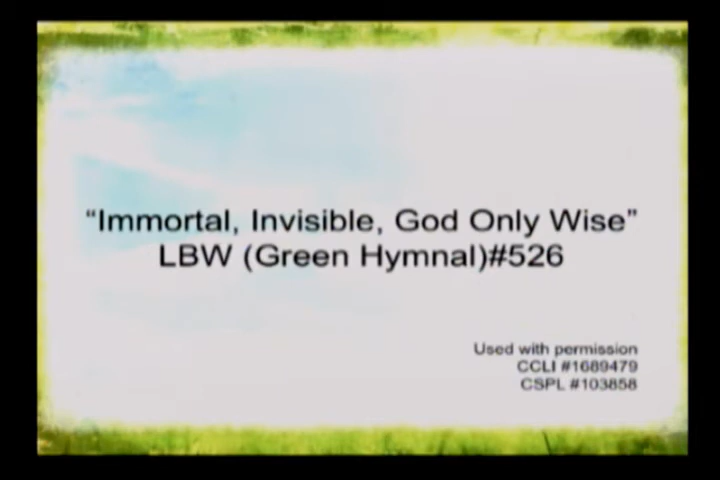 “Immortal, Invisible, God Only Wise”
LBW (Green Hymnal)#526
Used with permission
CCLI #1689479
CSPL #103858